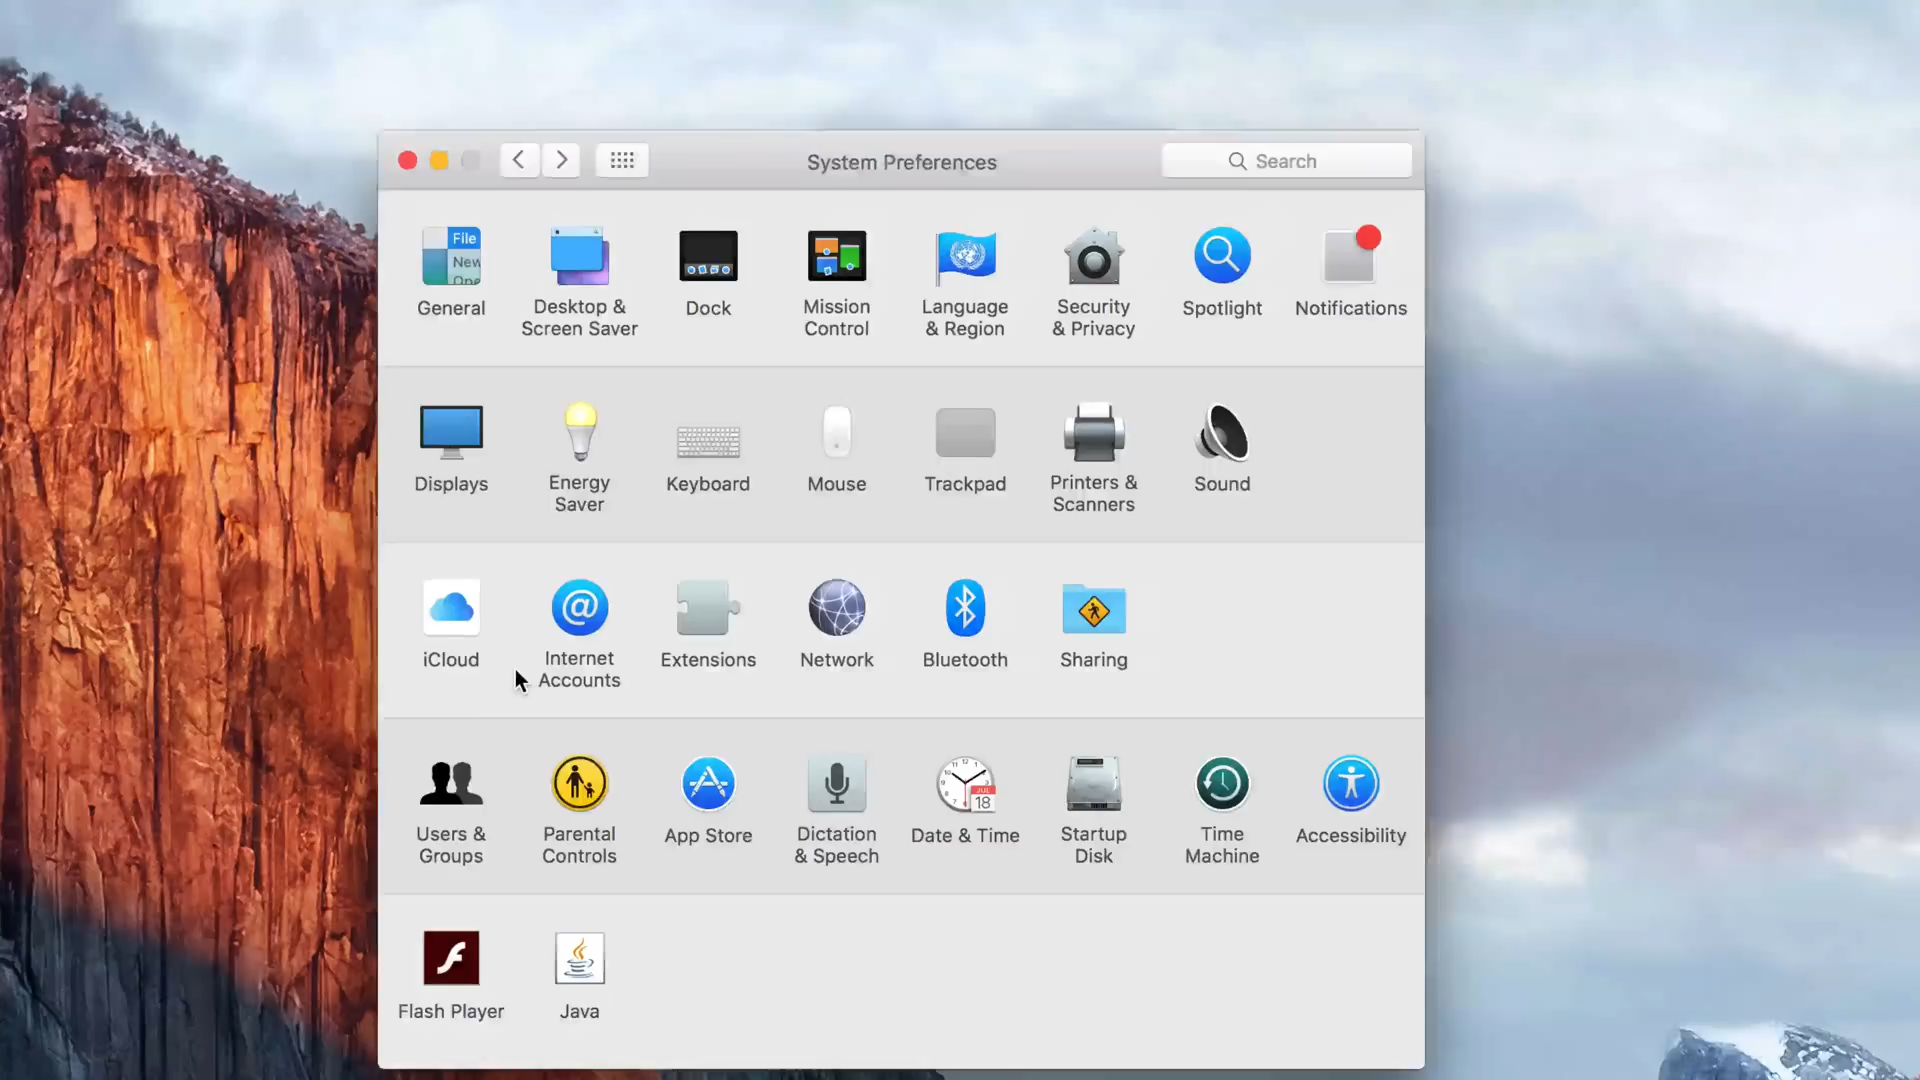 System Preferences
Search
File
New
Ope
General
Desktop &
Screen Saver
Dock
Mission
Control
Language
& Region
Security
& Privacy
Spotlight
Notifications
Displays
Energy
Saver
Keyboard
Mouse
Trackpad
Printers &
Scanners
Sound
iCloud
@
Internet
Accounts
Extensions
Network
Bluetooth
Sharing
Users &
Groups
Parental
Controls
App Store
Dictation
& Speech
JUL
18
Date & Time
Startup
Disk
Time
Machine
Accessibility
Flash Player
Java